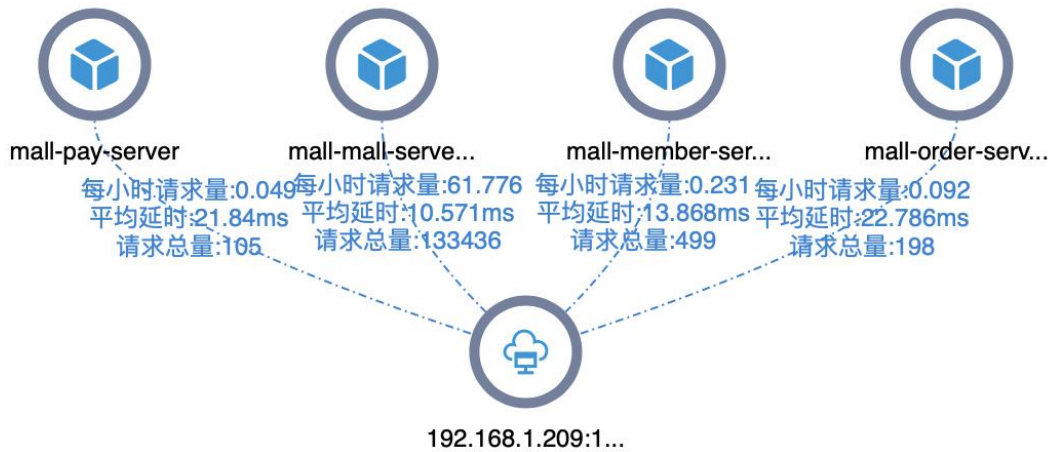 mall-pay-server
mall-mall-serve...
mall-member-ser...
mall-order-serv...
每小时请求量:0.049
平均延时:21.84ms
请求总量:105
每小时请求量:61.776
平均延时:10.571ms
请求总量:133436
每小时请求量:0.231
平均延时:13.868ms
请求总量:499
每小时请求量:0.092
平均延时:22.786ms
请求总量:198
192.168.1.209:1...